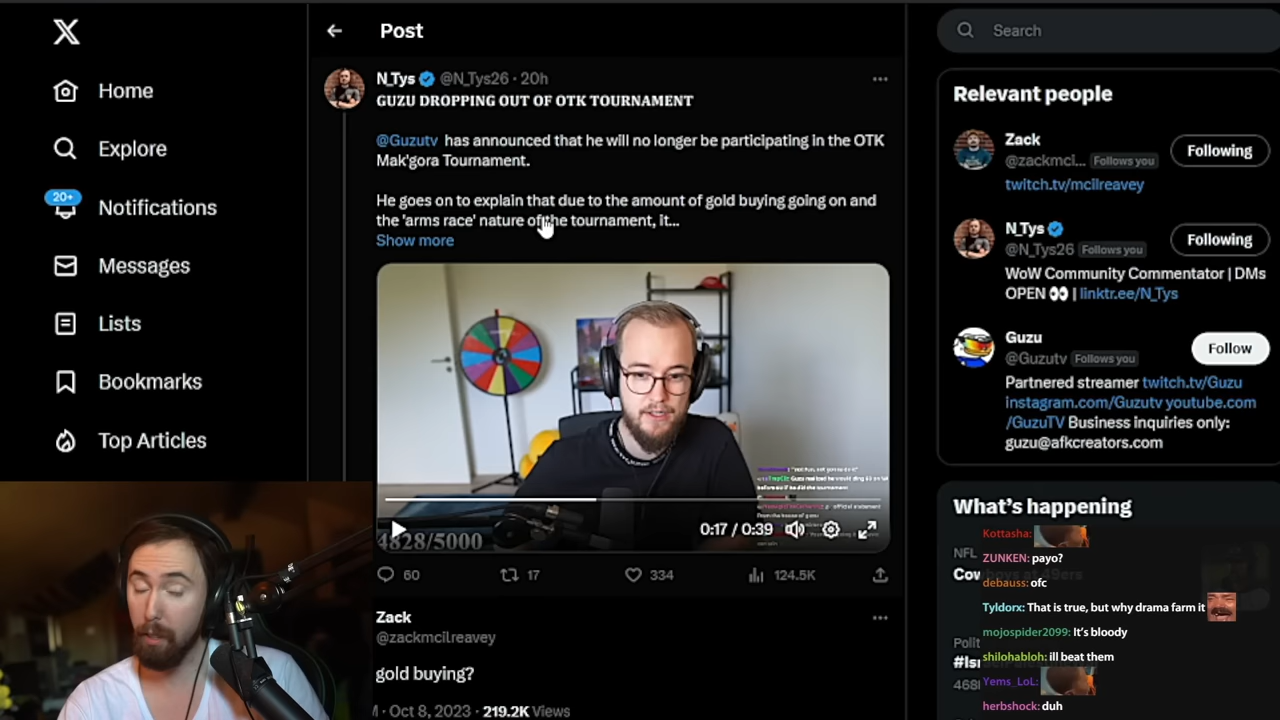 Post
Search
N_Tys @N_Tys26 · 20h
GUZU DROPPING OUT OF OTK TOURNAMENT
@Guzutv has announced that he will no longer be participating in the OTK
Mak'gora Tournament.
He goes on to explain that due to the amount of gold buying going on and
the 'arms race' nature of the tournament, it...
Show more
0:17 / 0:39
4828/5000
60
17
334
124.5K
Zack
@zackmcilreavey
gold buying?
· Oct 8, 2023 · 219.2K Views
Home
Explore
20+
Notifications
Messages
Lists
Bookmarks
Top Articles
Relevant people
Zack
@zackmci... Follows you
Following
twitch.tv/mcilreavey
N_Tys
@N_Tys26 Follows you
Following
WoW Community Commentator | DMs
OPEN 👀 | linktr.ee/N_Tys
Guzu
@Guzutv Follows you
Follow
Partnered streamer twitch.tv/Guzu
instagram.com/Guzutv youtube.com
/GuzuTV Business inquiries only:
guzu@afkcreators.com
What's happening
NFL
Kottasha:
ZUNKEN: payo?
debauss: ofc
Tyldorx: That is true, but why drama farm it
mojospider2099: It's bloody
shilohabloh: ill beat them
Yems_LoL:
herbshock: duh